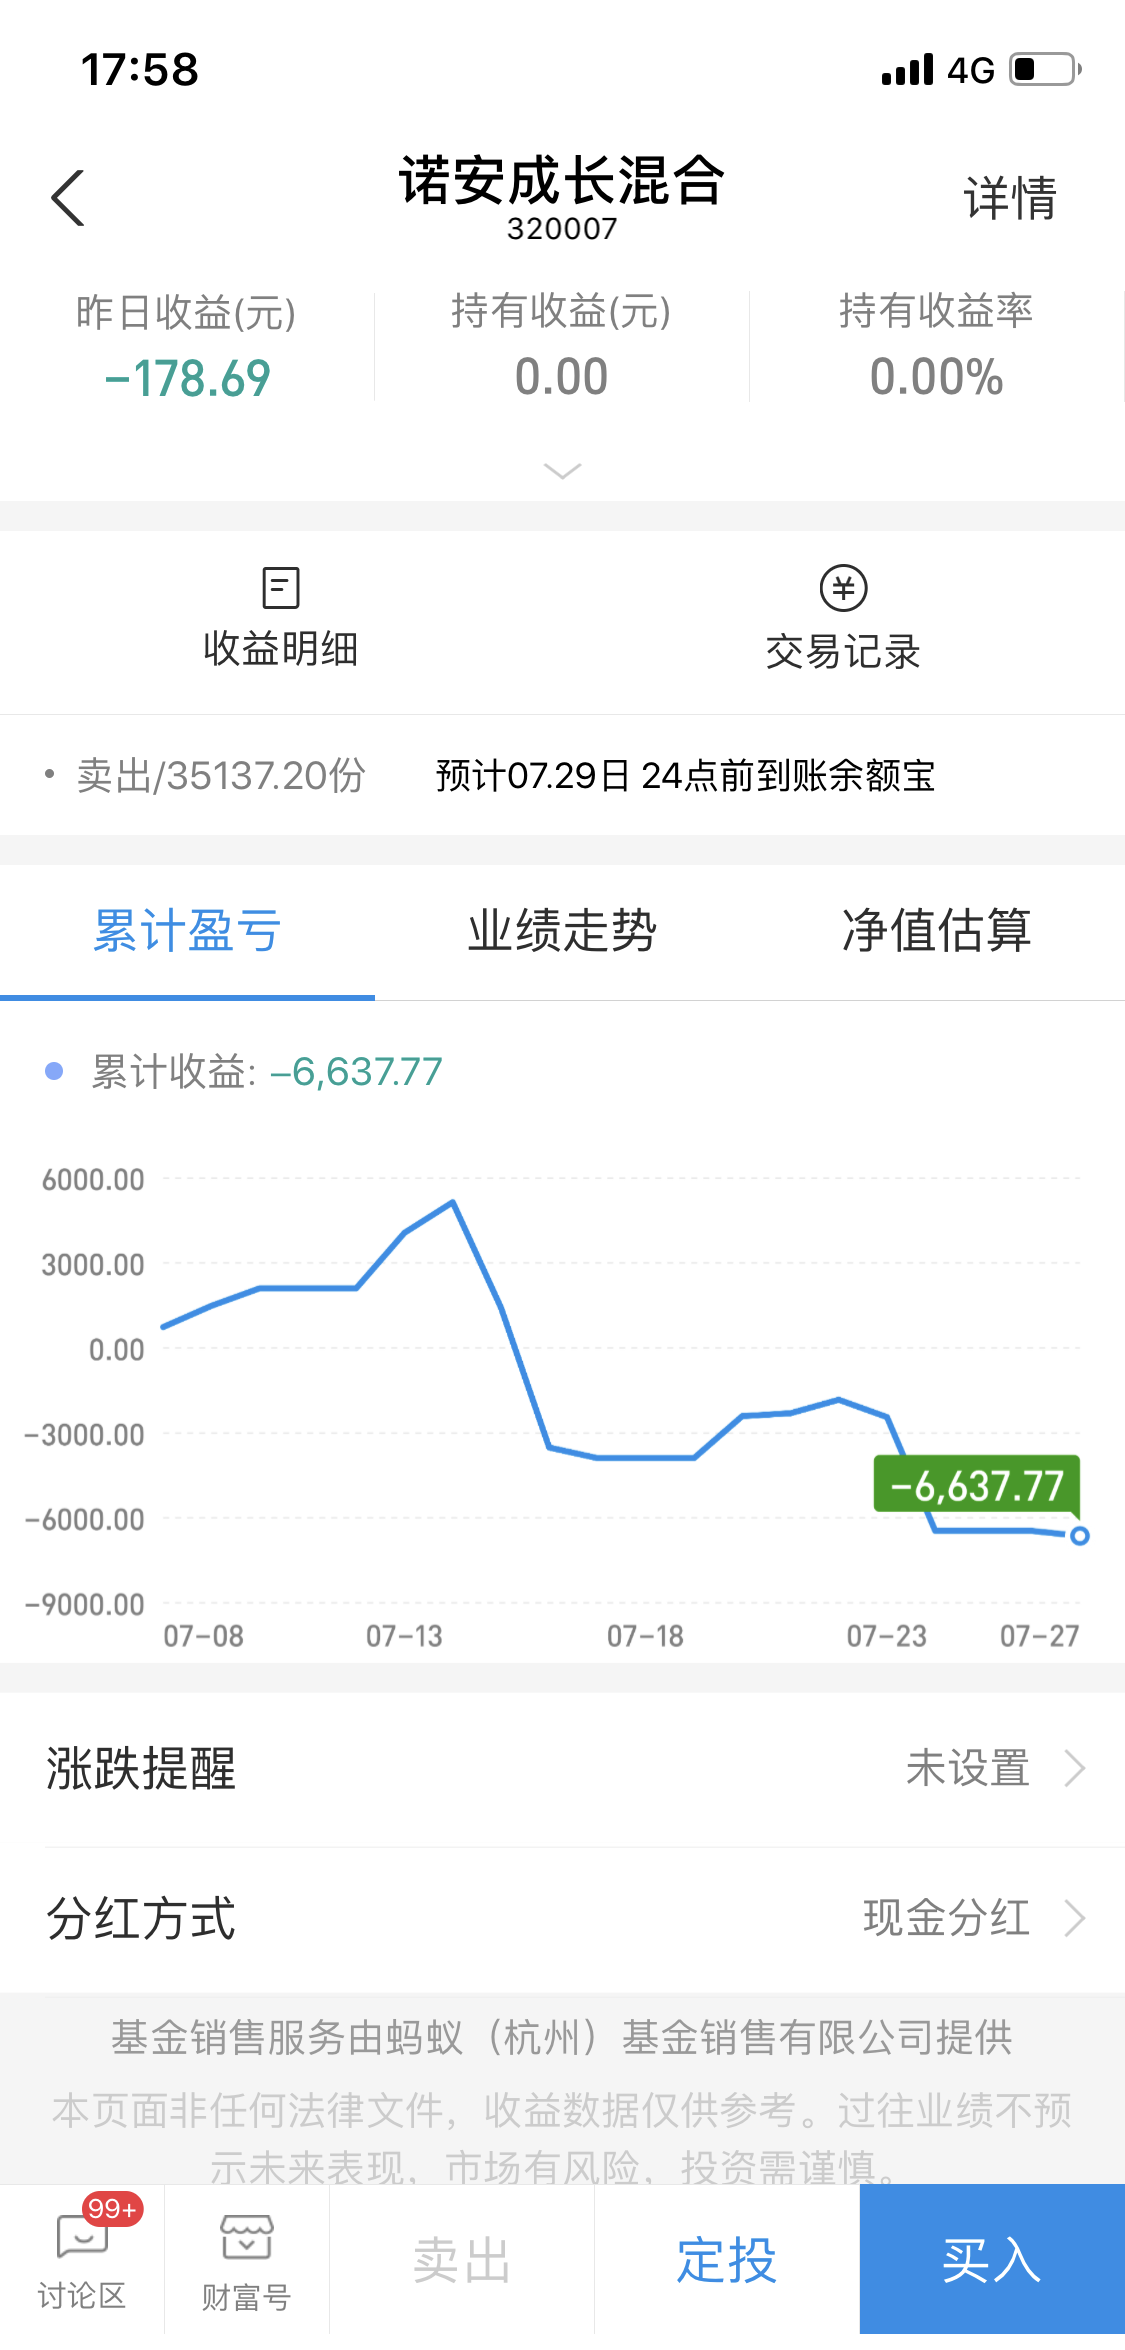 17:58
4G
诺安成长混合
320007
详情
昨日收益(元)
持有收益(元)
持有收益率
-178.69
0.00
0.00%
收益明细
交易记录
卖出/35137.20份
预计07.29日 24点前到账余额宝
累计盈亏
业绩走势
净值估算
累计收益: -6,637.77
6000.00
3000.00
0.00
-3000.00
-6,637.77
-6000.00
-9000.00
07-08
07-13
07-18
07-23
07-27
涨跌提醒
未设置
分红方式
现金分红
基金销售服务由蚂蚁（杭州）基金销售有限公司提供
本页面非任何法律文件，收益数据仅供参考。过往业绩不预
示未来表现，市场有风险，投资需谨慎。
99+
讨论区
财富号
卖出
定投
买入